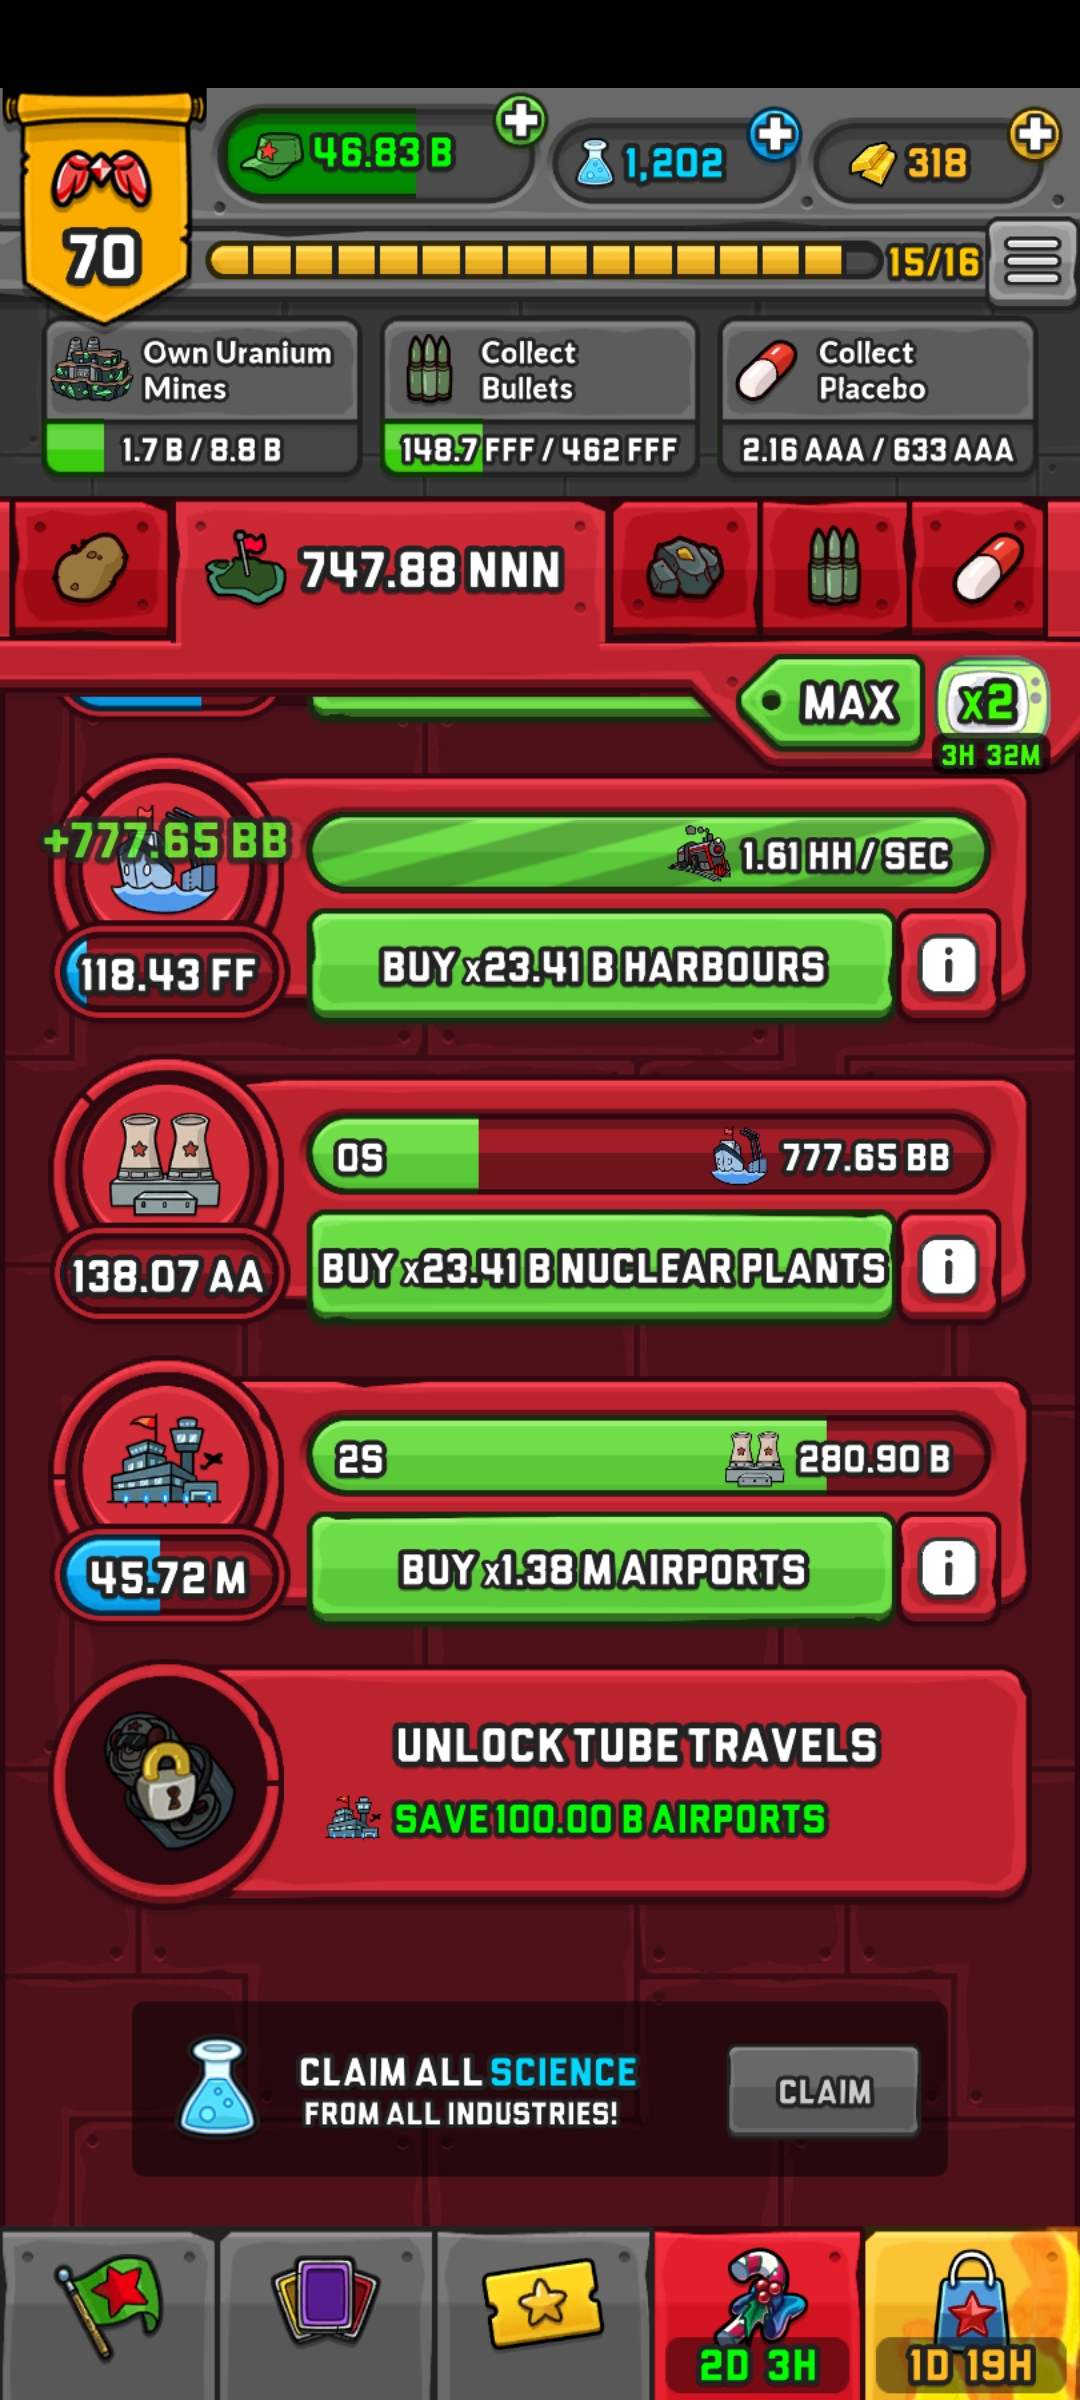 46.83 B
1,202
318
70
15/16
Own Uranium
Mines
1.7 B / 8.8 B
Collect
Bullets
148.7 FFF / 462 FFF
Collect
Placebo
2.16 AAA / 633 AAA
747.88 NNN
MAX
x2
3H 32M
+777.65 BB
1.61 HH / SEC
118.43 FF
BUY x23.41 B HARBOURS
i
0S
777.65 BB
138.07 AA
BUY x23.41 B NUCLEAR PLANTS
i
2S
280.90 B
45.72 M
BUY x1.38 M AIRPORTS
i
UNLOCK TUBE TRAVELS
SAVE 100.00 B AIRPORTS
CLAIM ALL SCIENCE
FROM ALL INDUSTRIES!
CLAIM
2D 3H
1D 19H